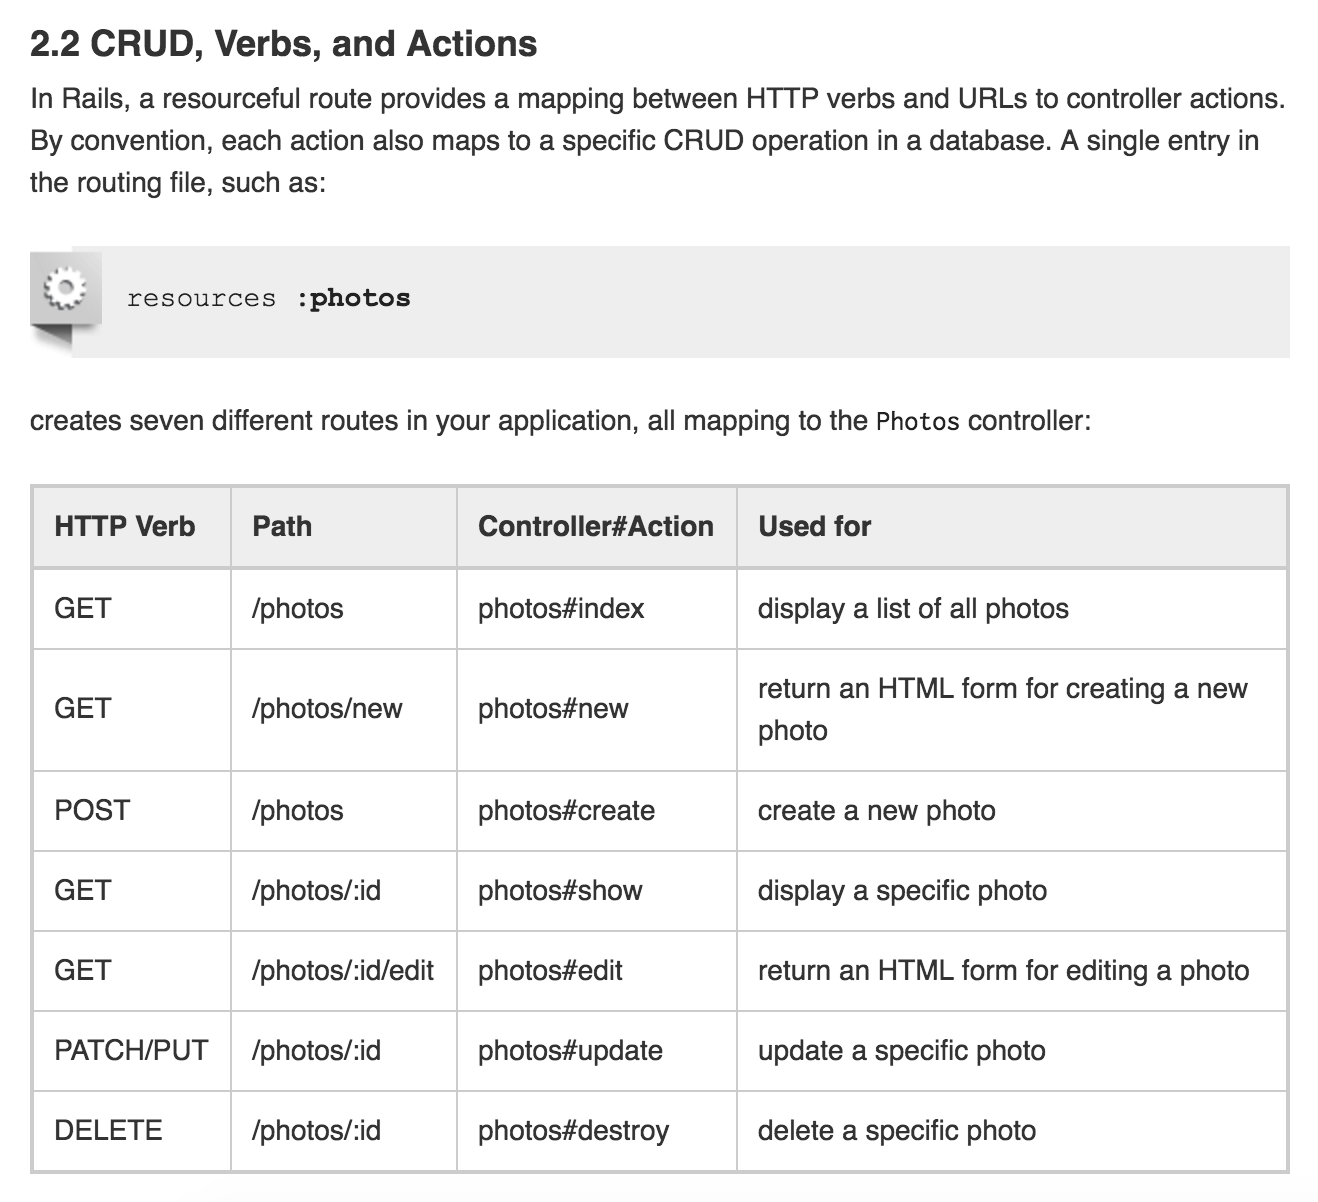 2.2 CRUD, Verbs, and Actions
In Rails, a resourceful route provides a mapping between HTTP verbs and URLs to controller actions.
By convention, each action also maps to a specific CRUD operation in a database. A single entry in
the routing file, such as:
resources :photos
creates seven different routes in your application, all mapping to the Photos controller:
HTTP Verb Path Controller#Action Used for
GET /photos photos#index display a list of all photos
GET /photos/new photos#new return an HTML form for creating a new
photo
POST /photos photos#create create a new photo
GET /photos/:id photos#show display a specific photo
GET /photos/:id/edit photos#edit return an HTML form for editing a photo
PATCH/PUT /photos/:id photos#update update a specific photo
DELETE /photos/:id photos#destroy delete a specific photo